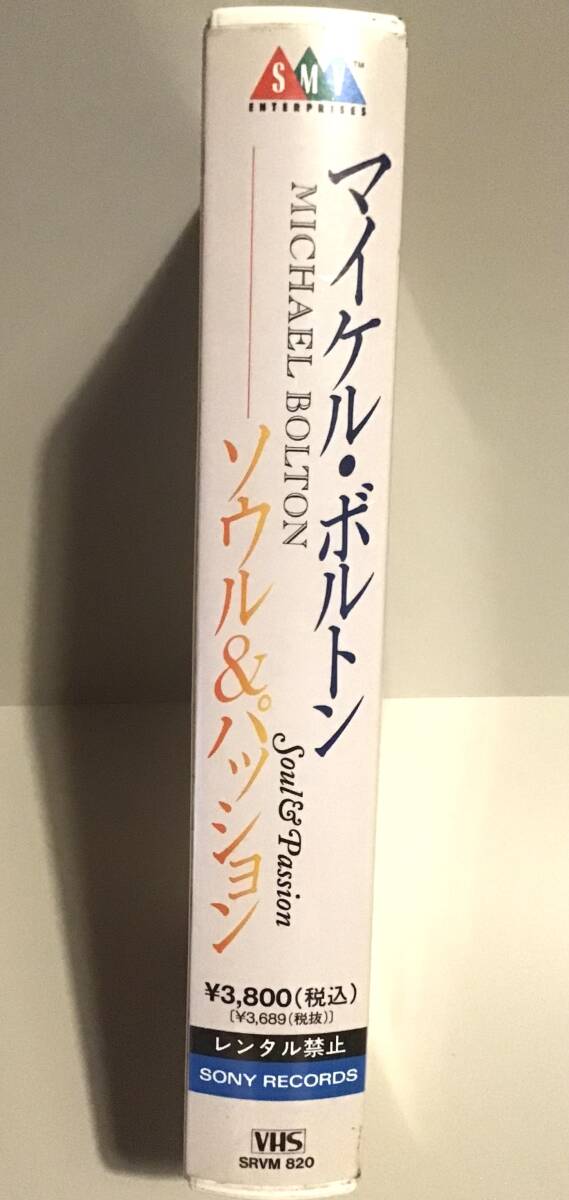 SMV™
ENTERPRISES
マイケル・ボルトン
MICHAEL BOLTON
ソウル&パッション
Soul & Passion
¥3,800(税込)
〔¥3,689(税抜)〕
レンタル禁止
SONY RECORDS
VHS
SRVM 820